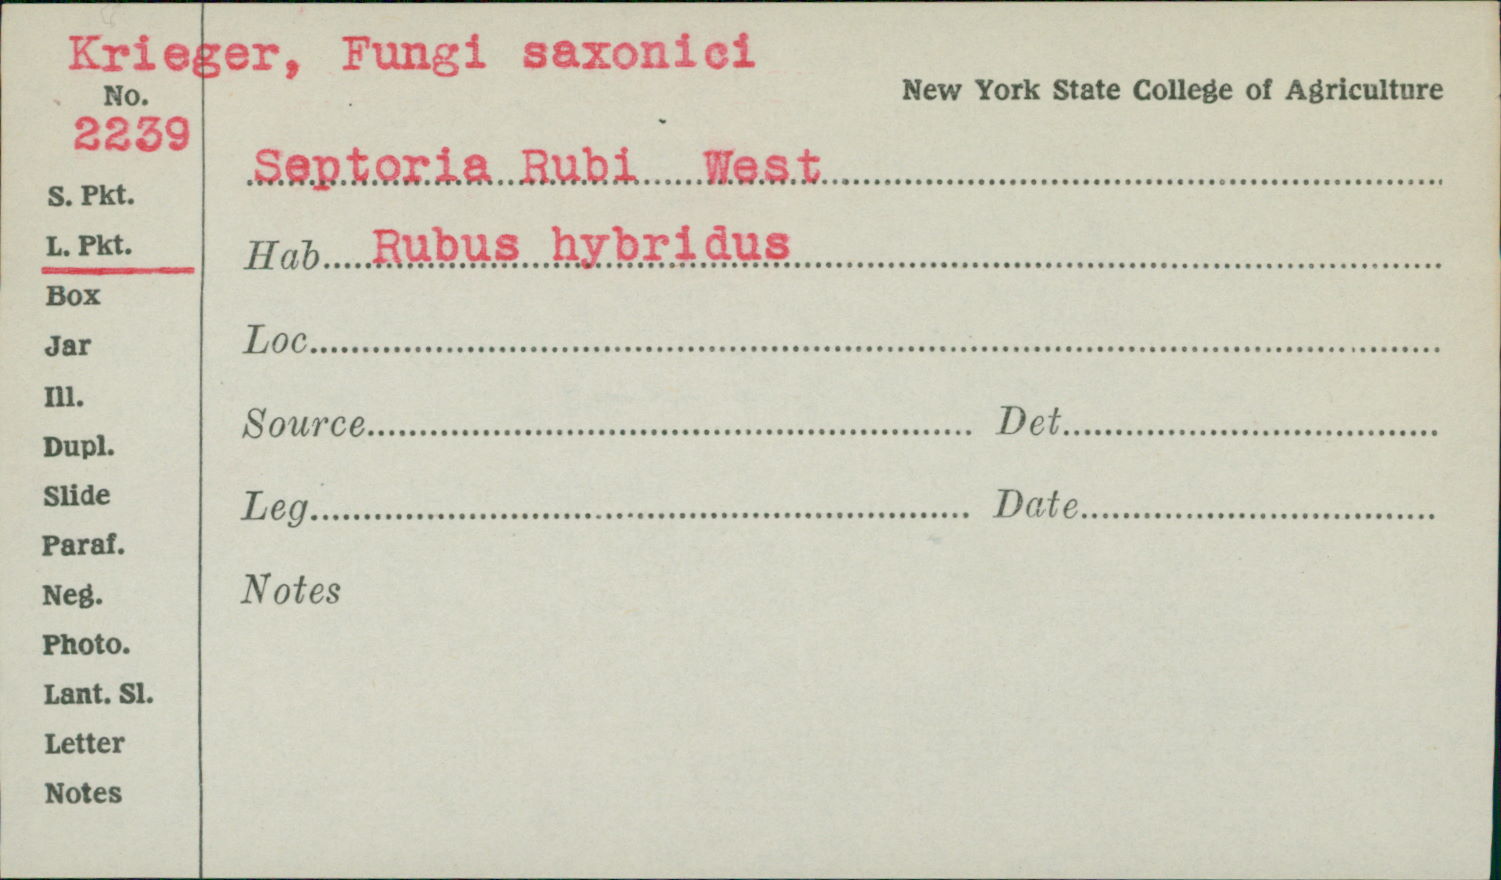 Krieger, Fungi saxonici
No.
2239
New York State College of Agriculture
Septoria Rubi West
S. Pkt.
L. Pkt.
Hab. Rubus hybridus
Box
Jar
Loc.
Ill.
Source Det.
Dupl.
Slide
Leg. Date
Paraf.
Neg.
Notes
Photo.
Lant. Sl.
Letter
Notes